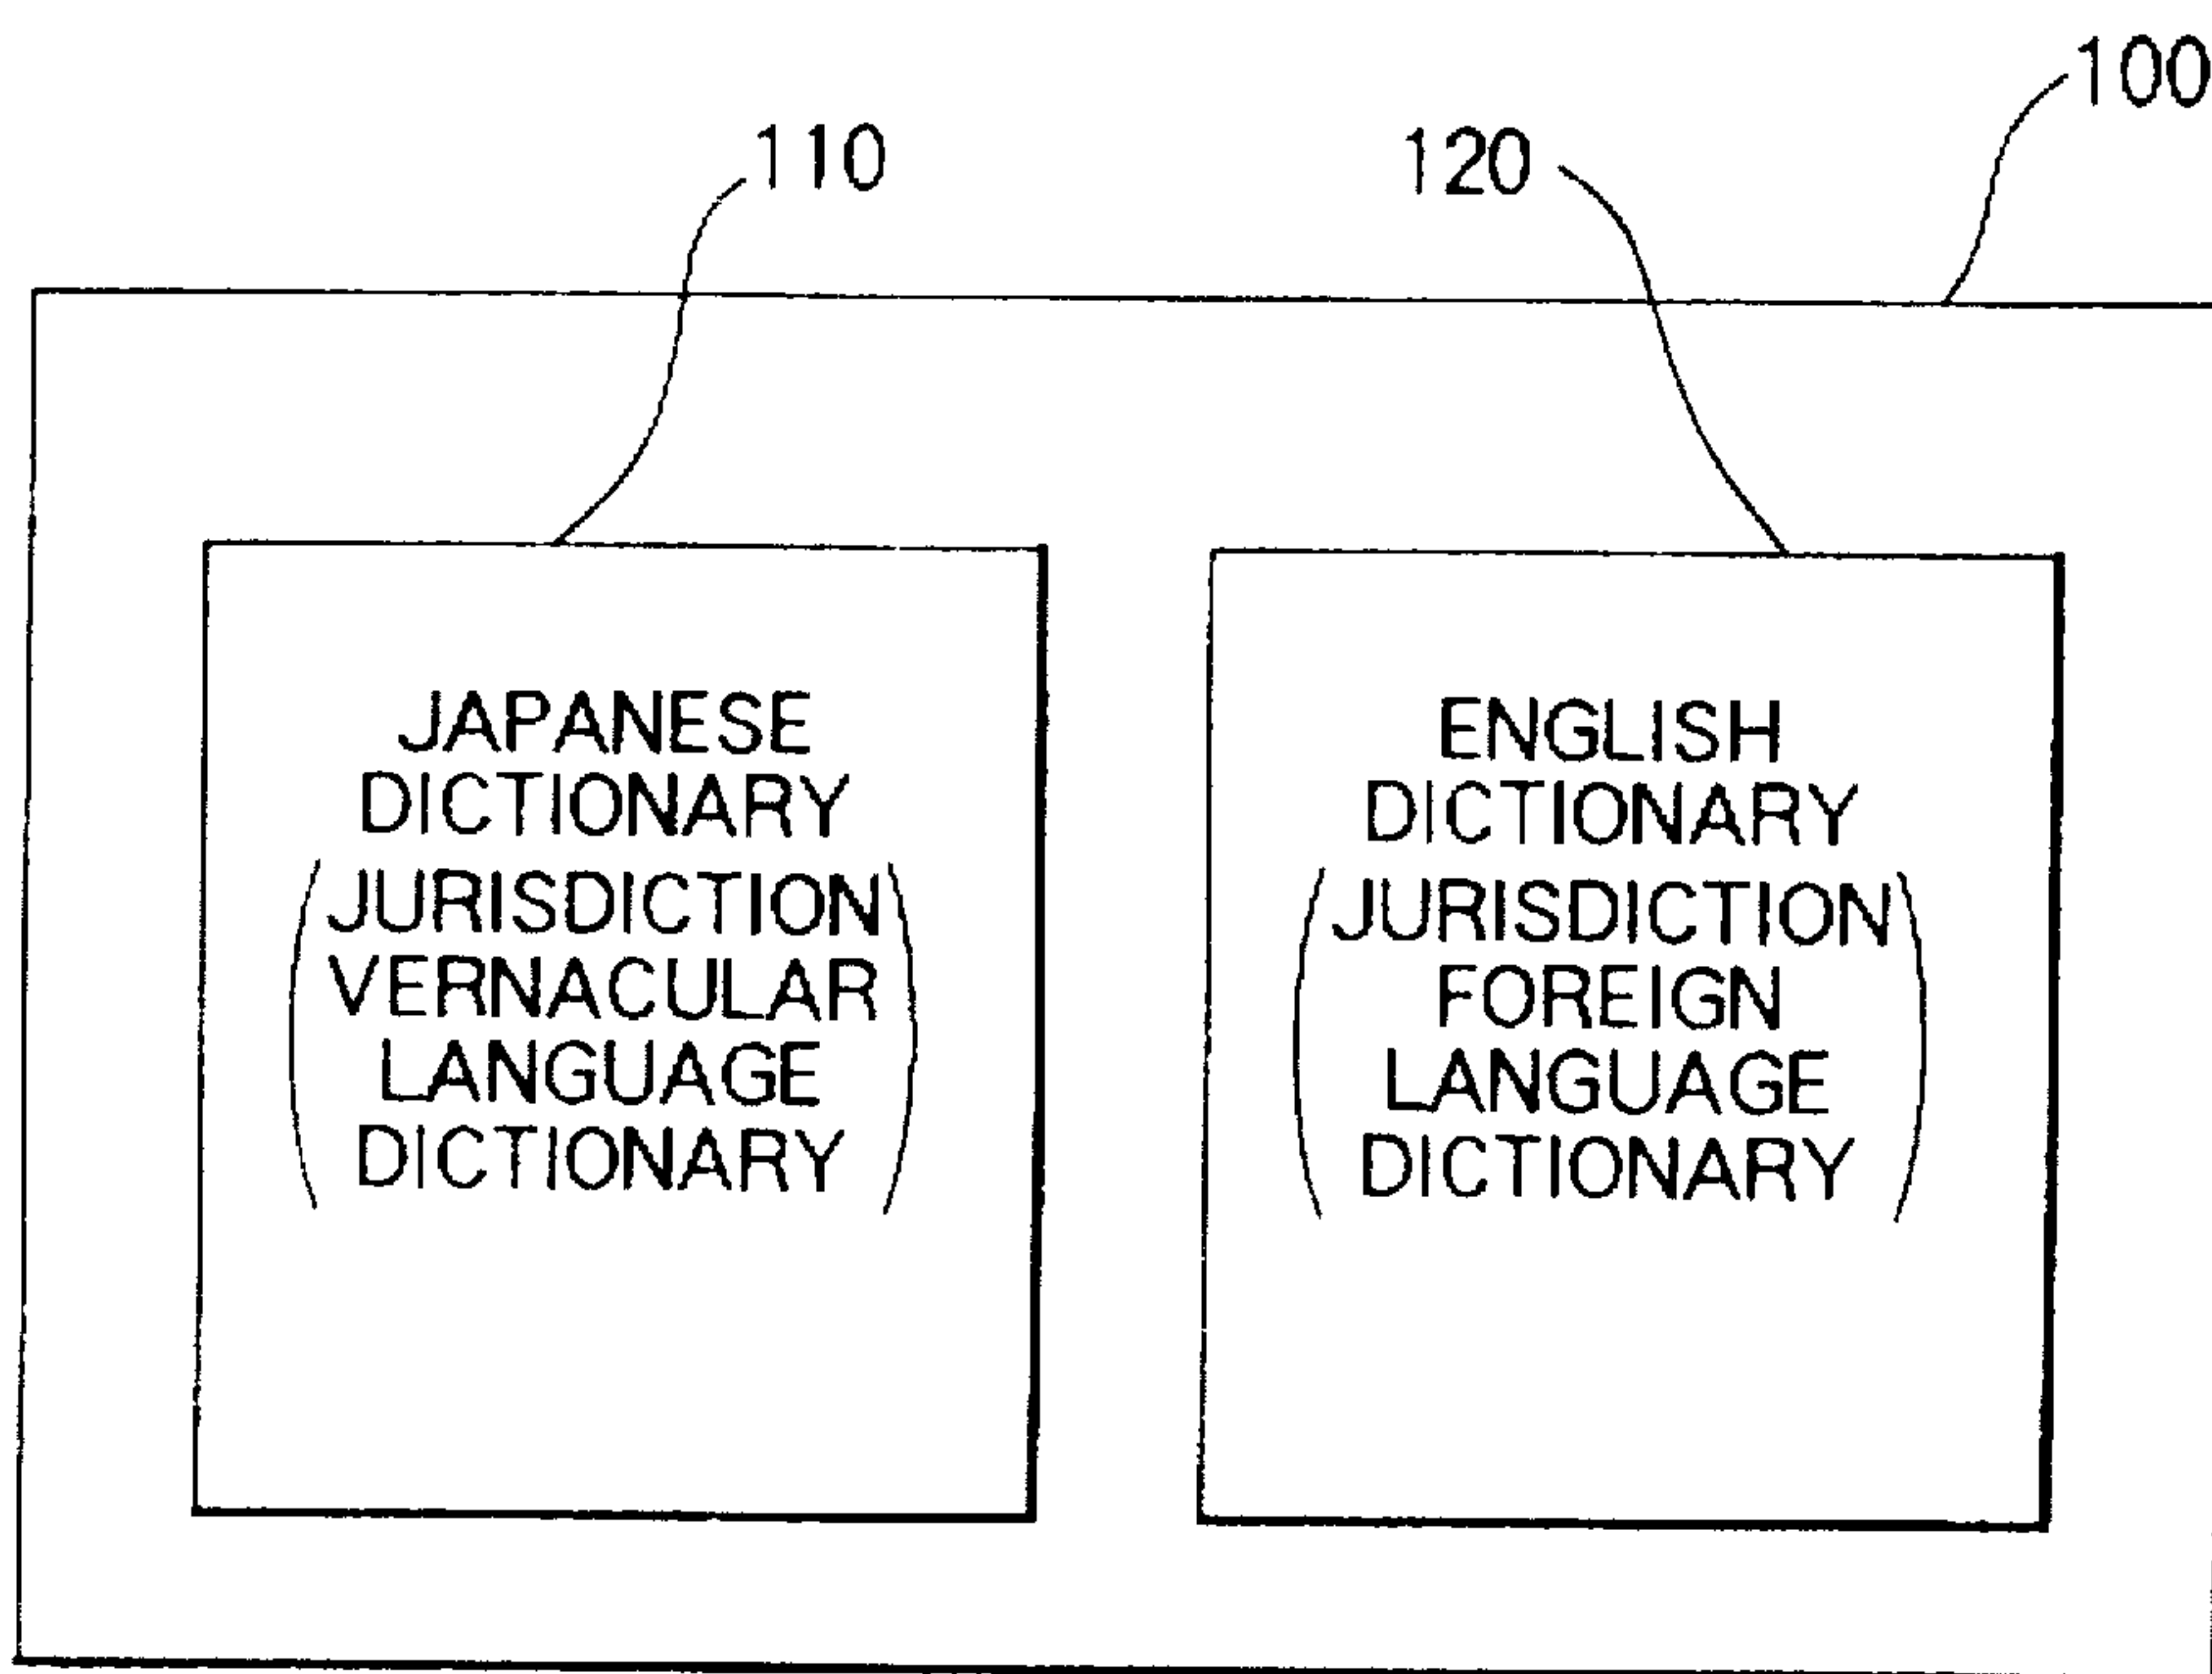 100
110
120
JAPANESE
DICTIONARY
(JURISDICTION
VERNACULAR
LANGUAGE
DICTIONARY)
ENGLISH
DICTIONARY
(JURISDICTION
FOREIGN
LANGUAGE
DICTIONARY)